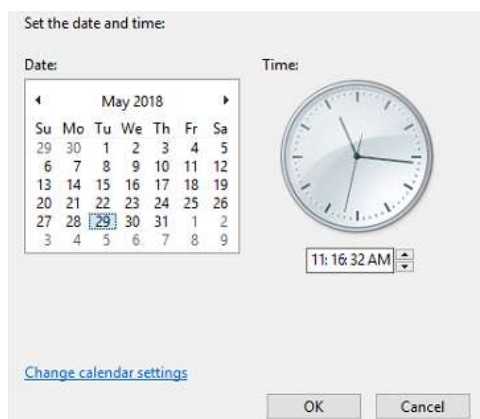 Set the date and time:
Date:
Time:
May 2018
Su Mo Tu We Th Fr Sa
29 30 1 2 3 4 5
6 7 8 9 10 11 12
13 14 15 16 17 18 19
20 21 22 23 24 25 26
27 28 29 30 31 1 2
3 4 5 6 7 8 9
11:16:32 AM
Change calendar settings
OK
Cancel